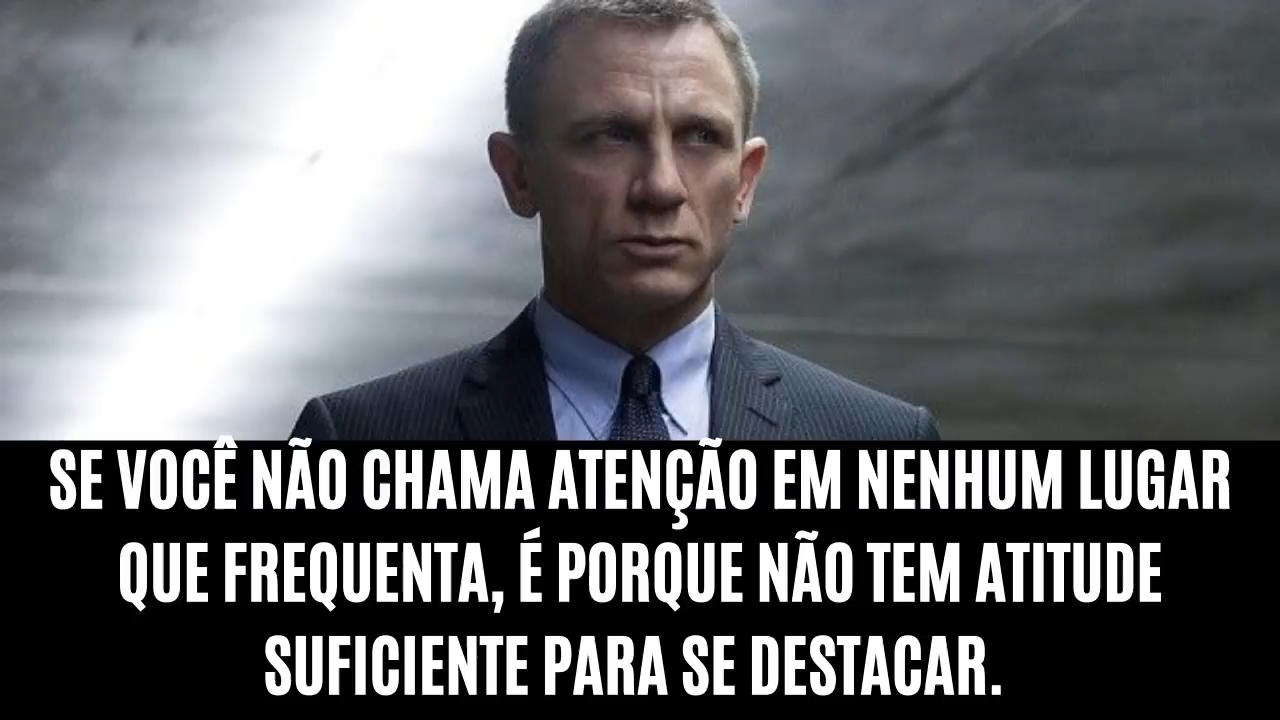 SE VOCÊ NÃO CHAMA ATENÇÃO EM NENHUM LUGAR
QUE FREQUENTA, É PORQUE NÃO TEM ATITUDE
SUFICIENTE PARA SE DESTACAR.